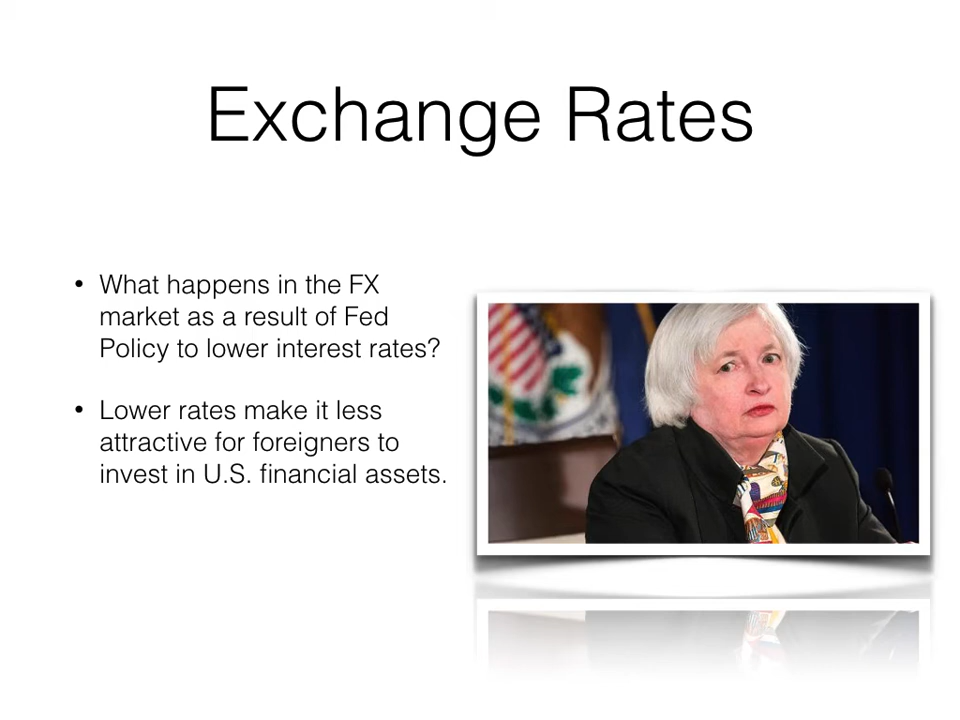 Exchange Rates
• What happens in the FX
market as a result of Fed
Policy to lower interest rates?
• Lower rates make it less
attractive for foreigners to
invest in U.S. financial assets.